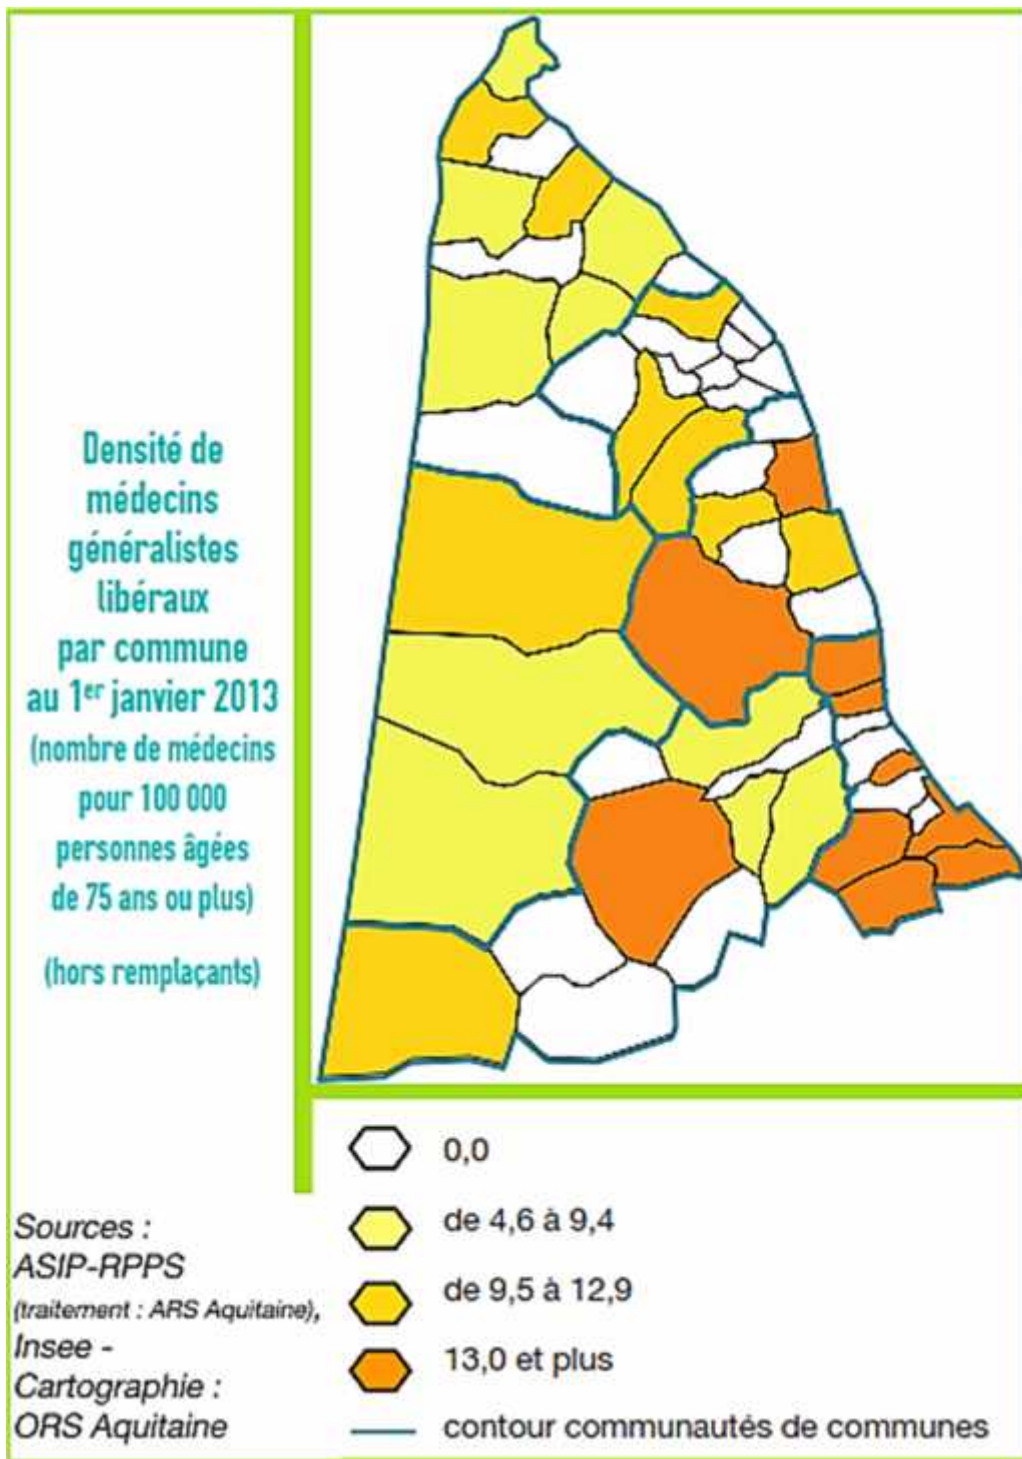 Densité de
médecins
généralistes
libéraux
par commune
au 1er janvier 2013
(nombre de médecins
pour 100 000
personnes âgées
de 75 ans ou plus)
(hors remplaçants)
0,0
de 4,6 à 9,4
de 9,5 à 12,9
13,0 et plus
contour communautés de communes
Sources :
ASIP-RPPS
(traitement : ARS Aquitaine),
Insee -
Cartographie :
ORS Aquitaine